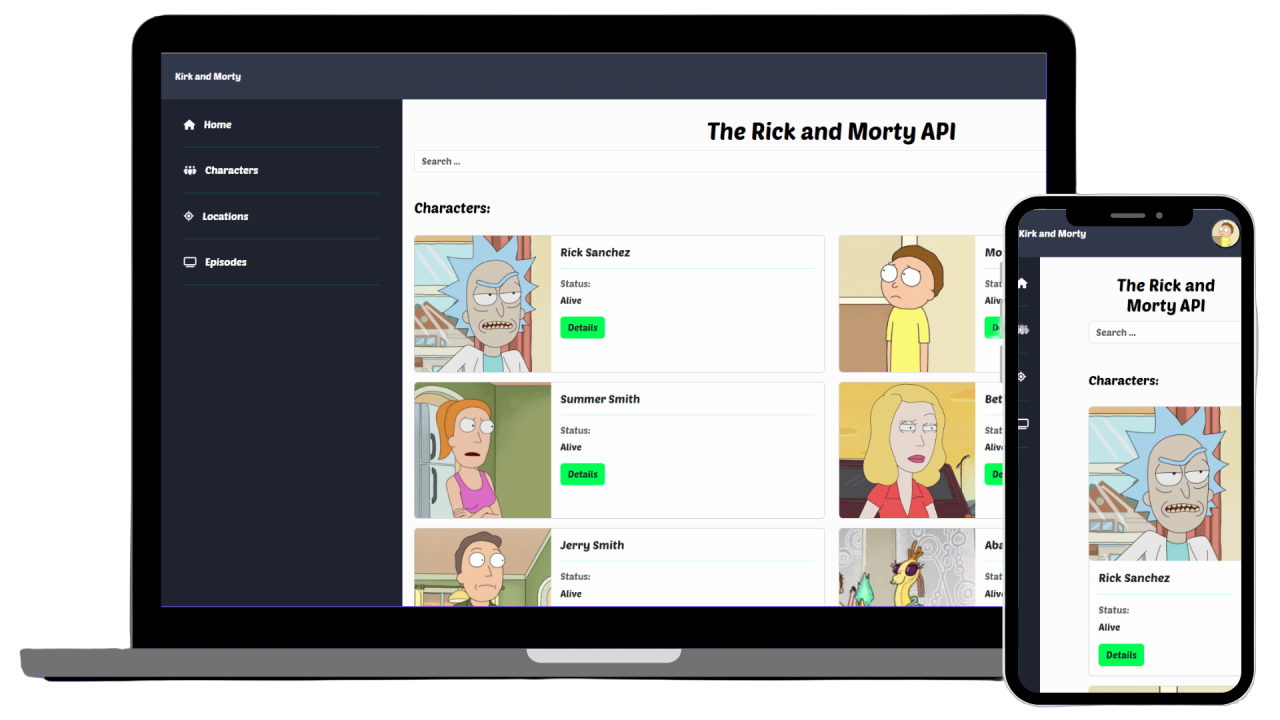 Kirk and Morty
Home
Characters
Locations
Episodes
The Rick and Morty API
Search ...
Characters:
Rick Sanchez
Status:
Alive
Details
Mo
Stat
Aliv
D
Summer Smith
Status:
Alive
Details
Bet
Stat
Aliv
De
Jerry Smith
Status:
Alive
Aba
Stat
Aliv
Kirk and Morty
The Rick and
Morty API
Search ...
Characters:
Rick Sanchez
Status:
Alive
Details